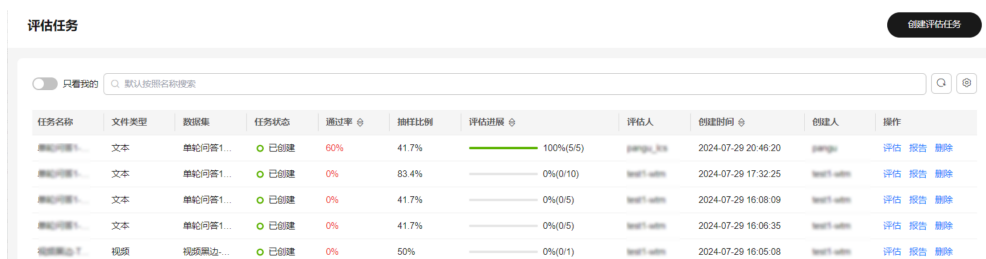 评估任务
创建评估任务
只看我的 默认按照名称搜索
任务名称 文件类型 数据集 任务状态 通过率 抽样比例 评估进展 评估人 创建时间 创建人 操作
文本 单轮问答1... 已创建 60% 41.7% 100%(5/5) 2024-07-29 20:46:20 评估 报告 删除
文本 单轮问答1... 已创建 0% 83.4% 0%(0/10) 2024-07-29 17:32:25 评估 报告 删除
文本 单轮问答1... 已创建 0% 41.7% 0%(0/5) 2024-07-29 16:08:09 评估 报告 删除
文本 单轮问答1... 已创建 0% 41.7% 0%(0/5) 2024-07-29 16:06:35 评估 报告 删除
视频 视频黑边-... 已创建 0% 50% 0%(0/1) 2024-07-29 16:05:08 评估 报告 删除